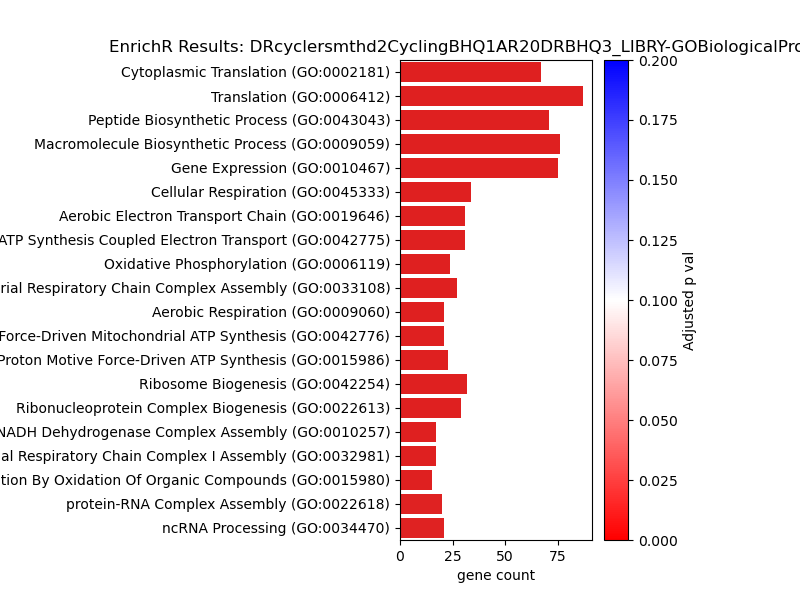 EnrichR Results: DRcyclersmthd2CyclingBHQ1AR20DRBHQ3_LIBRY-GOBiologicalPro
Cytoplasmic Translation (GO:0002181)
Translation (GO:0006412)
Peptide Biosynthetic Process (GO:0043043)
Macromolecule Biosynthetic Process (GO:0009059)
Gene Expression (GO:0010467)
Cellular Respiration (GO:0045333)
Aerobic Electron Transport Chain (GO:0019646)
ATP Synthesis Coupled Electron Transport (GO:0042775)
Oxidative Phosphorylation (GO:0006119)
rial Respiratory Chain Complex Assembly (GO:0033108)
Aerobic Respiration (GO:0009060)
Force-Driven Mitochondrial ATP Synthesis (GO:0042776)
Proton Motive Force-Driven ATP Synthesis (GO:0015986)
Ribosome Biogenesis (GO:0042254)
Ribonucleoprotein Complex Biogenesis (GO:0022613)
NADH Dehydrogenase Complex Assembly (GO:0010257)
al Respiratory Chain Complex I Assembly (GO:0032981)
tion By Oxidation Of Organic Compounds (GO:0015980)
protein-RNA Complex Assembly (GO:0022618)
ncRNA Processing (GO:0034470)
0 25 50 75
gene count
0.200
0.175
0.150
0.125
0.100
0.075
0.050
0.025
0.000
Adjusted p val